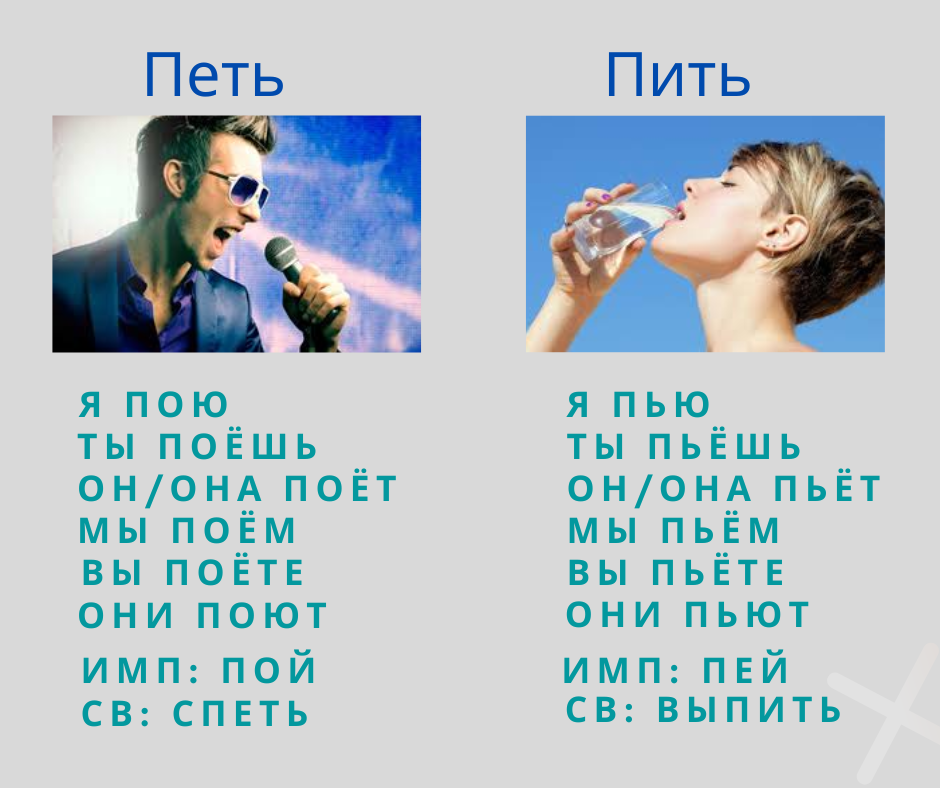 Петь
Я ПОЮ
ТЫ ПОЁШЬ
ОН/ОНА ПОЁТ
МЫ ПОЁМ
ВЫ ПОЁТЕ
ОНИ ПОЮТ
ИМП: ПОЙ
СВ: СПЕТЬ
Пить
Я ПЬЮ
ТЫ ПЬЁШЬ
ОН/ОНА ПЬЁТ
МЫ ПЬЁМ
ВЫ ПЬЁТЕ
ОНИ ПЬЮТ
ИМП: ПЕЙ
СВ: ВЫПИТЬ